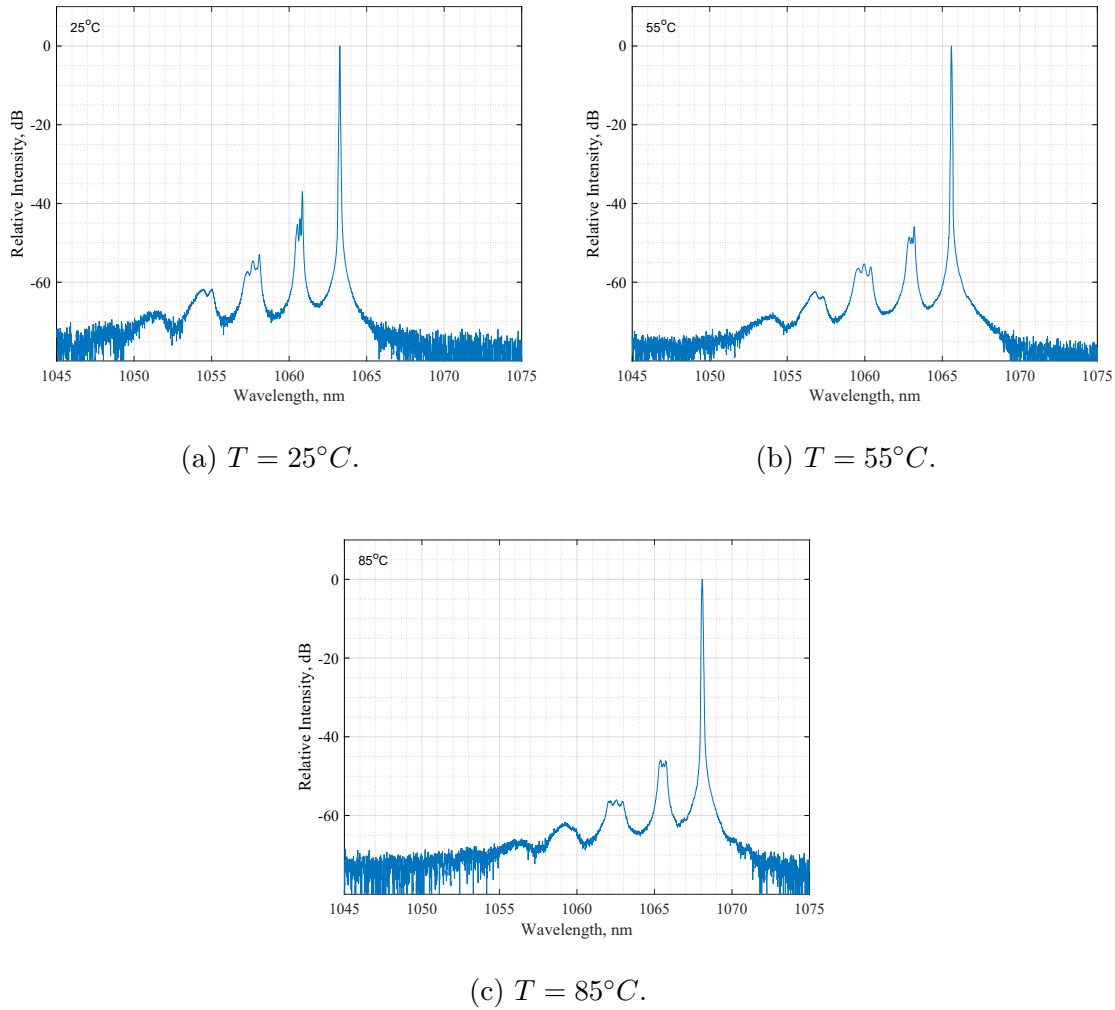 25°C
Relative Intensity, dB
0
-20
-40
-60
1045 1050 1055 1060 1065 1070 1075
Wavelength, nm
(a) T = 25°C.
55°C
Relative Intensity, dB
0
-20
-40
-60
1045 1050 1055 1060 1065 1070 1075
Wavelength, nm
(b) T = 55°C.
85°C
Relative Intensity, dB
0
-20
-40
-60
1045 1050 1055 1060 1065 1070 1075
Wavelength, nm
(c) T = 85°C.